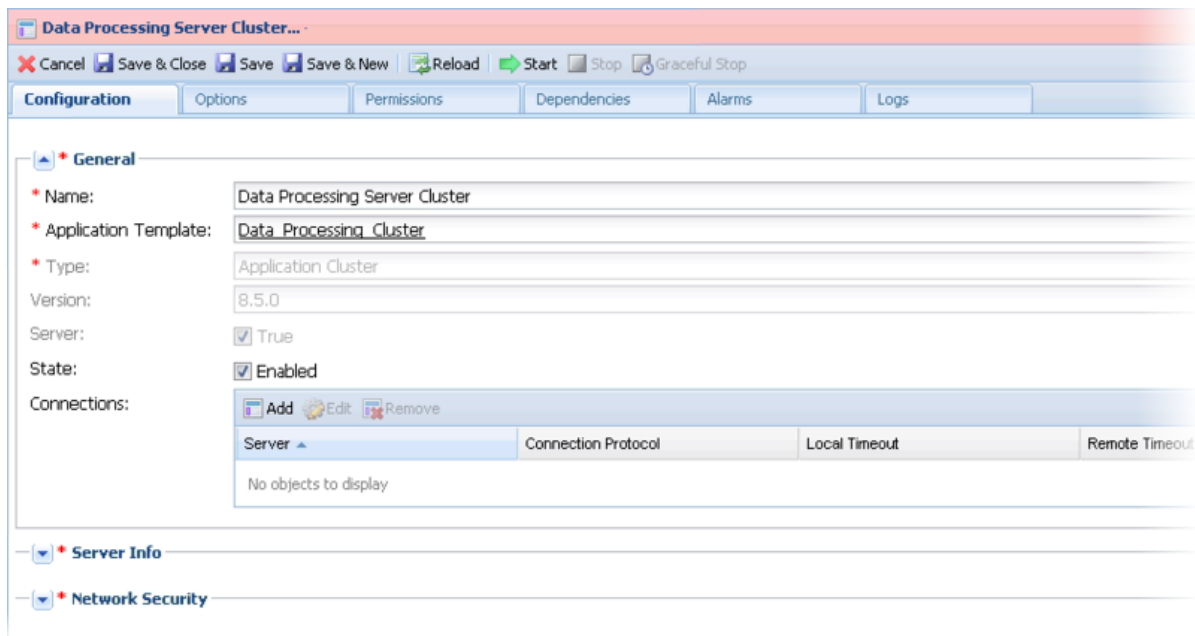 Data Processing Server Cluster...
Cancel Save & Close Save Save & New Reload Start Stop Graceful Stop
Configuration Options Permissions Dependencies Alarms Logs
* General
* Name: Data Processing Server Cluster
* Application Template: Data_Processing_Cluster
* Type: Application Cluster
Version: 8.5.0
Server: True
State: Enabled
Connections: Add Edit Remove
Server Connection Protocol Local Timeout Remote Timeout
No objects to display
* Server Info
* Network Security